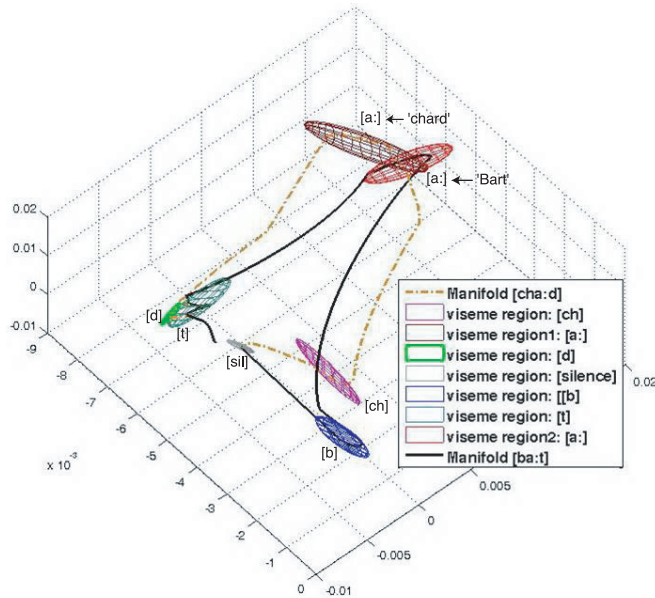 [a:] ← 'chard'
[a:] ← 'Bart'
0.02
0.01
0
-0.01
[d]
[t]
[sil]
[ch]
[b]
-9
-8
-7
-6
-5
-4
-3
-2
-1
0
x 10⁻³
-0.01
-0.005
0
0.005
0.02
Manifold [cha:d]
viseme region: [ch]
viseme region1: [a:]
viseme region: [d]
viseme region: [silence]
viseme region: [[b]
viseme region: [t]
viseme region2: [a:]
Manifold [ba:t]